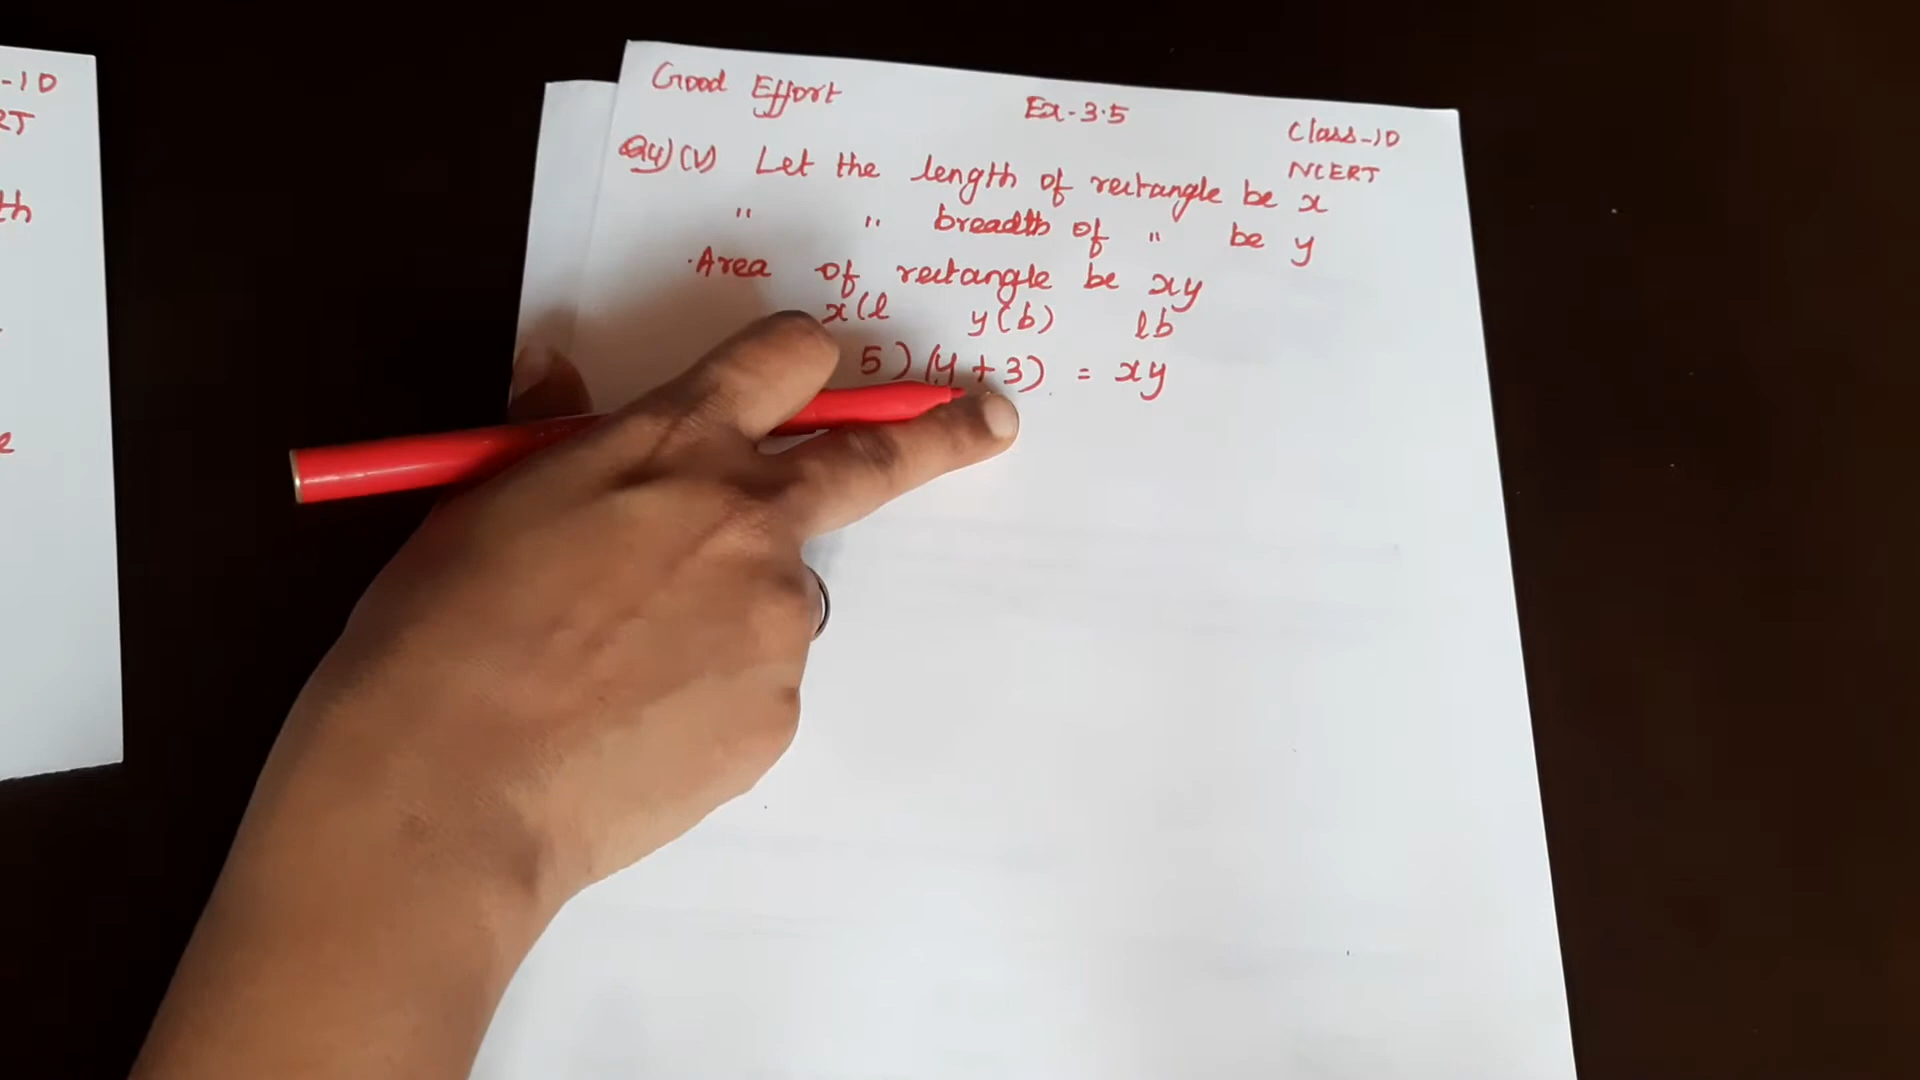 -10
RT
th
e
Good Effort Ex-3.5 Class-10
NCERT
Q4) (V) Let the length of rectangle be x
" " breadth of " be y
Area of rectangle be xy
x(l y(b) lb
5) (y+3) = xy